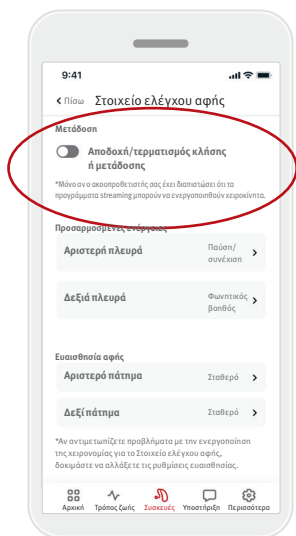 9:41
Πίσω Στοιχείο ελέγχου αφής
Μετάδοση
Αποδοχή/τερματισμός κλήσης
ή μετάδοσης
*Μόνο αν ο ακοοπροθετιστής σας έχει διαπιστώσει ότι τα
προγράμματα streaming μπορούν να ενεργοποιηθούν χειροκίνητα.
Προσαρμοσμένες ενέργειες
Αριστερή πλευρά Παύση/
συνέχιση
Δεξιά πλευρά Φωνητικός
βοηθός
Ευαισθησία αφής
Αριστερό πάτημα Σταθερό
Δεξί πάτημα Σταθερό
*Αν αντιμετωπίζετε προβλήματα με την ενεργοποίηση
της χειρονομίας για το Στοιχείο ελέγχου αφής,
δοκιμάστε να αλλάξετε τις ρυθμίσεις ευαισθησίας.
Αρχική Τρόπος ζωής Συσκευές Υποστήριξη Περισσότερα